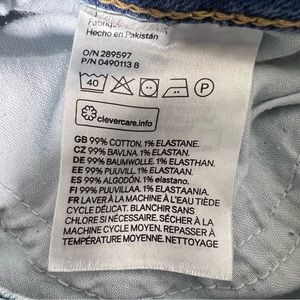 Hecho en Pakistán
O/N 289597
P/N 0490113 8
40
P
clevercare.info
GB 99% COTTON. 1% ELASTANE.
CZ 99% BAVLNA. 1% ELASTAN.
DE 99% BAUMWOLLE. 1% ELASTHAN.
EE 99% PUUVILL. 1% ELASTAAN.
ES 99% ALGODÓN. 1% ELASTANO.
FI 99% PUUVILLAA. 1% ELASTAANIA.
FR LAVER À LA MACHINE À L'EAU TIÈDE
CYCLE DÉLICAT. BLANCHIR SANS
CHLORE SI NÉCESSAIRE. SÉCHER À LA
MACHINE CYCLE MOYEN. REPASSER À
TEMPÉRATURE MOYENNE. NETTOYAGE